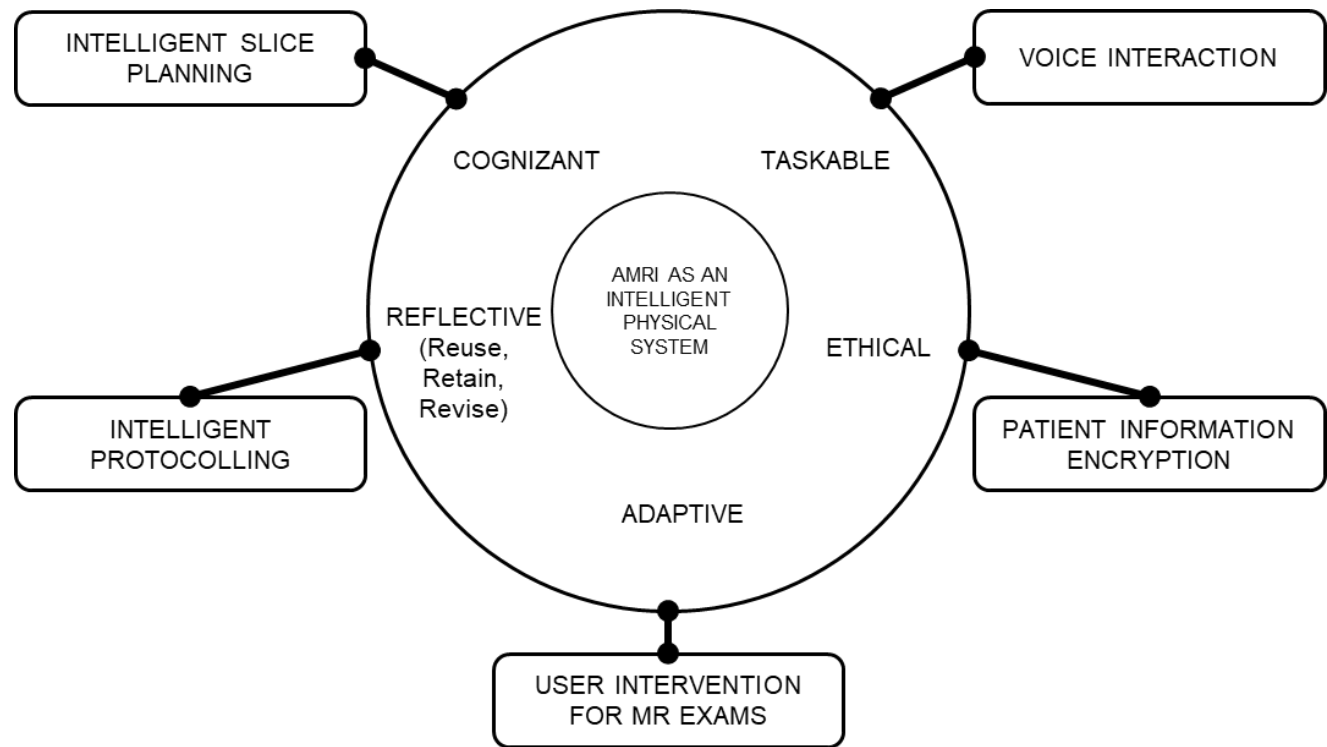 INTELLIGENT SLICE
PLANNING
VOICE INTERACTION
COGNIZANT
TASKABLE
AMRI AS AN
INTELLIGENT
PHYSICAL
SYSTEM
REFLECTIVE
(Reuse,
Retain,
Revise)
ETHICAL
INTELLIGENT
PROTOCOLLING
PATIENT INFORMATION
ENCRYPTION
ADAPTIVE
USER INTERVENTION
FOR MR EXAMS